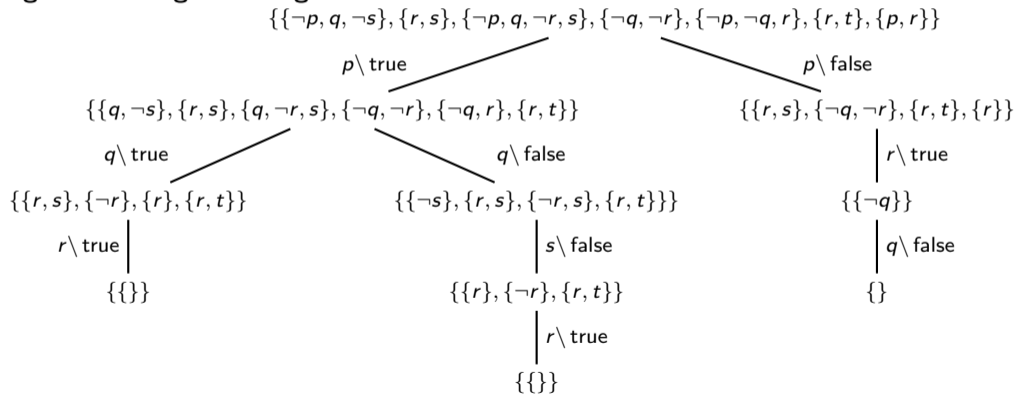 {{¬p, q, ¬s}, {r, s}, {¬p, q, ¬r, s}, {¬q, ¬r}, {¬p, ¬q, r}, {r, t}, {p, r}}
p\ true p\ false
{{q, ¬s}, {r, s}, {q, ¬r, s}, {¬q, ¬r}, {¬q, r}, {r, t}} {{r, s}, {¬q, ¬r}, {r, t}, {r}}
q\ true q\ false r\ true
{{r, s}, {¬r}, {r}, {r, t}} {{¬s}, {r, s}, {¬r, s}, {r, t}}} {{¬q}}
r\ true s\ false q\ false
{{}} {{r}, {¬r}, {r, t}} {}
r\ true
{{}}